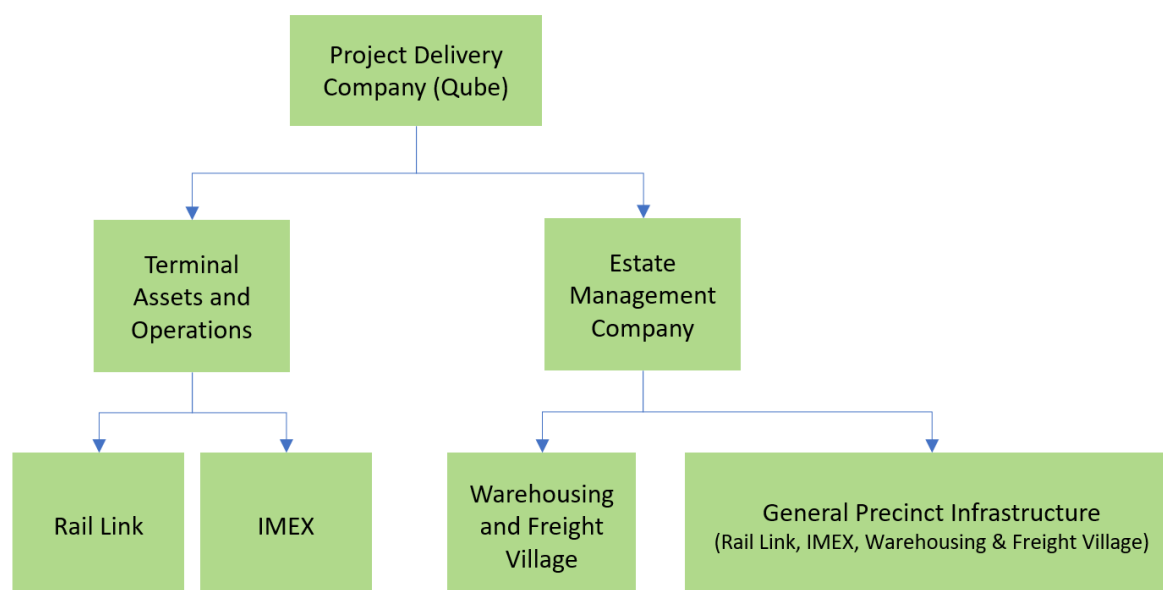 Project Delivery
Company (Qube)
Terminal
Assets and
Operations
Estate
Management
Company
Rail Link
IMEX
Warehousing
and Freight
Village
General Precinct Infrastructure
(Rail Link, IMEX, Warehousing & Freight Village)